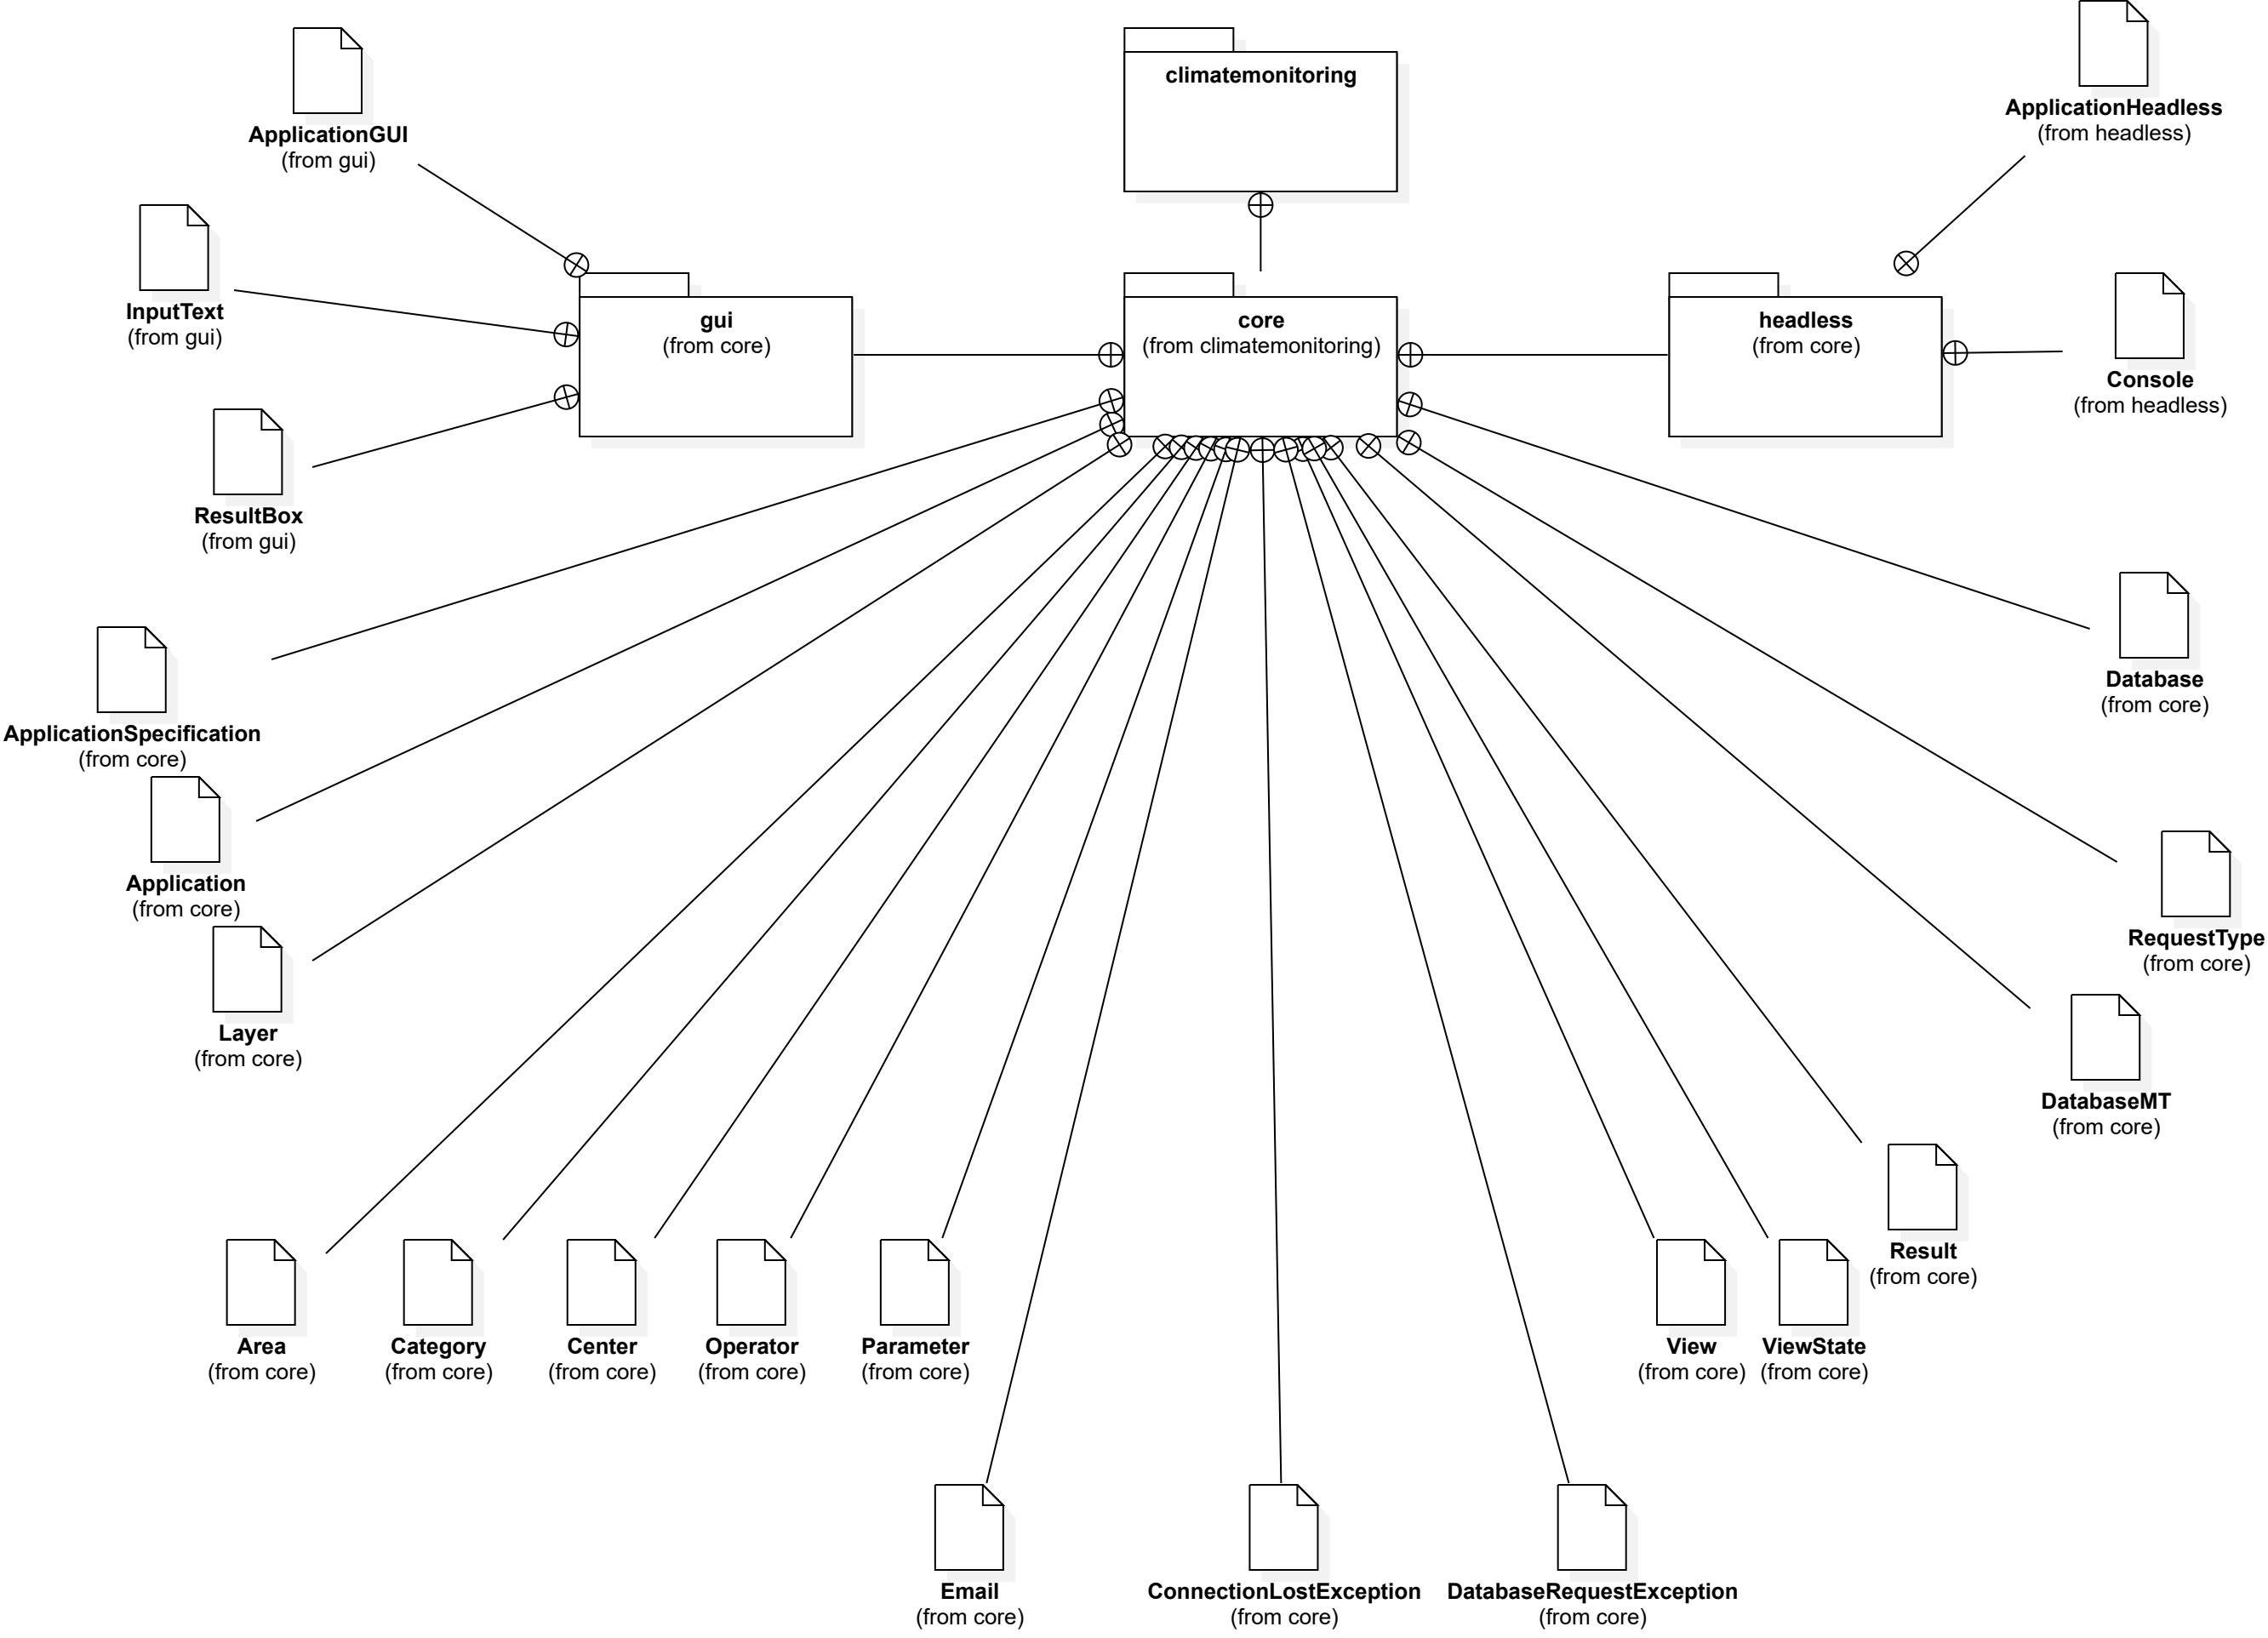 climatemonitoring
ApplicationHeadless
(from headless)
ApplicationGUI
(from gui)
InputText
(from gui)
gui
(from core)
core
(from climatemonitoring)
headless
(from core)
Console
(from headless)
ResultBox
(from gui)
Database
(from core)
ApplicationSpecification
(from core)
Application
(from core)
RequestType
(from core)
Layer
(from core)
DatabaseMT
(from core)
Result
(from core)
Area
(from core)
Category
(from core)
Center
(from core)
Operator
(from core)
Parameter
(from core)
View
(from core)
ViewState
(from core)
Email
(from core)
ConnectionLostException
(from core)
DatabaseRequestException
(from core)